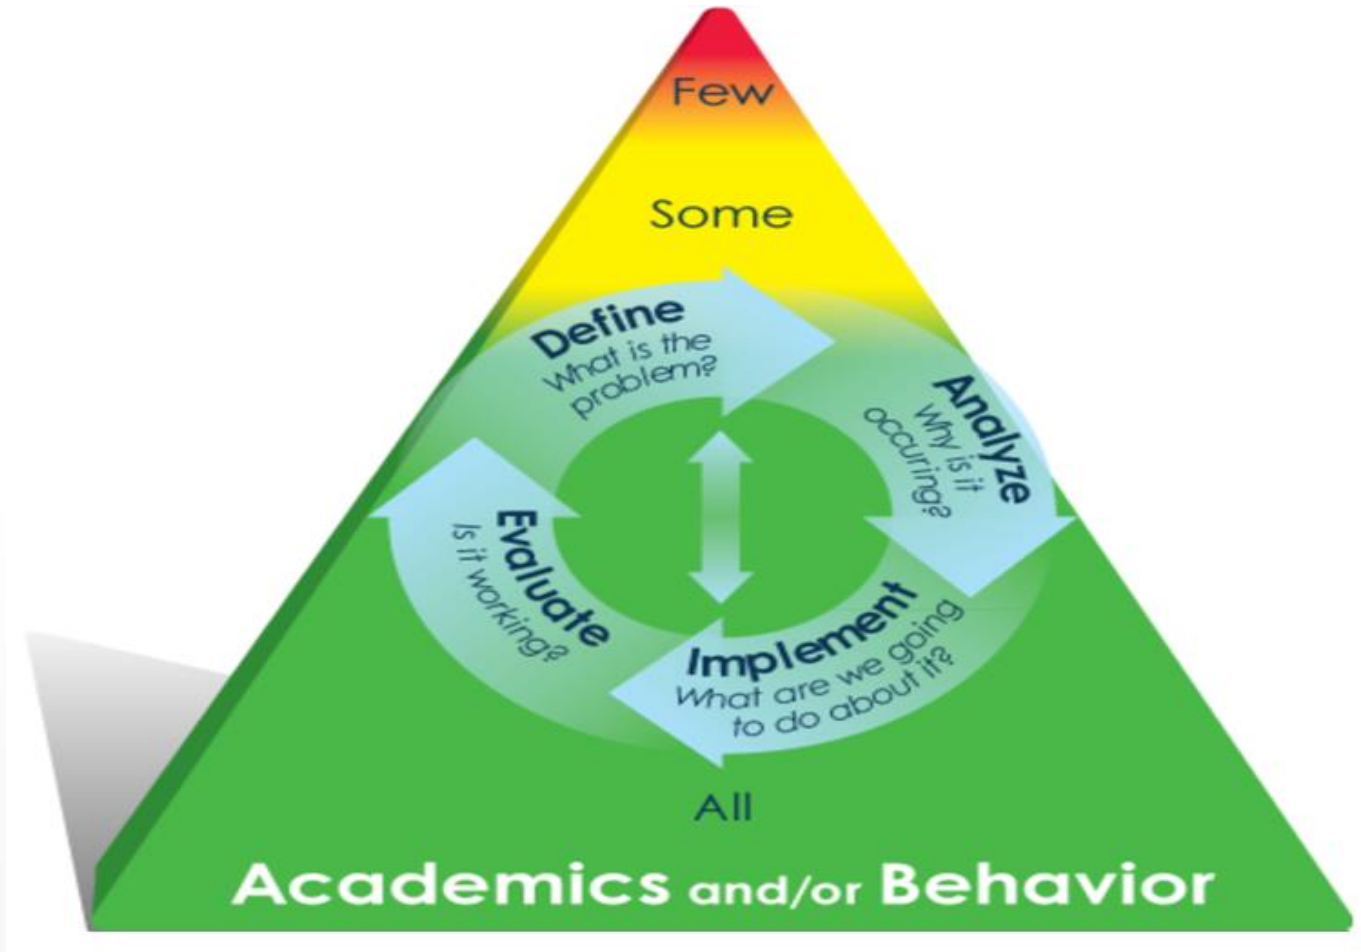 Few
Some
Define
What is the
problem?
Analyze
Why is it
occuring?
Implement
What are we going
to do about it?
Evaluate
Is it working?
All
Academics and/or Behavior